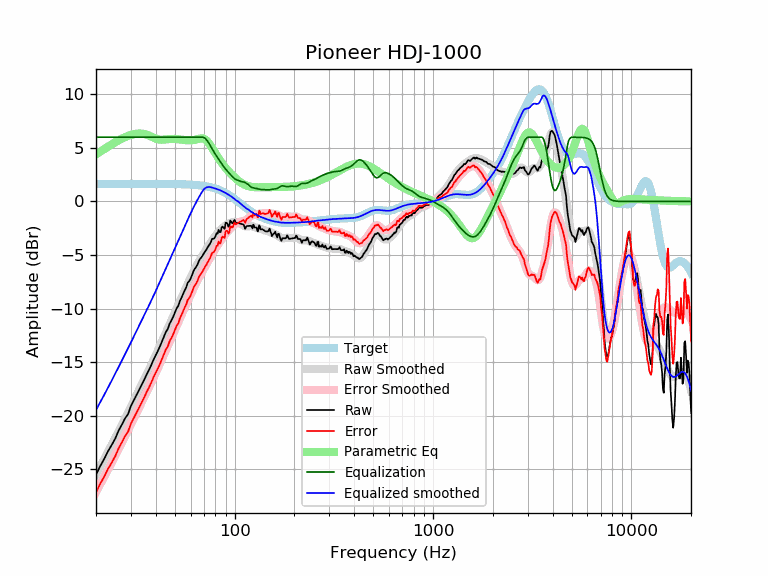 Pioneer HDJ-1000
10
5
0
−5
−10
−15
−20
−25
Amplitude (dBr)
Target
Raw Smoothed
Error Smoothed
Raw
Error
Parametric Eq
Equalization
Equalized smoothed
100
1000
10000
Frequency (Hz)